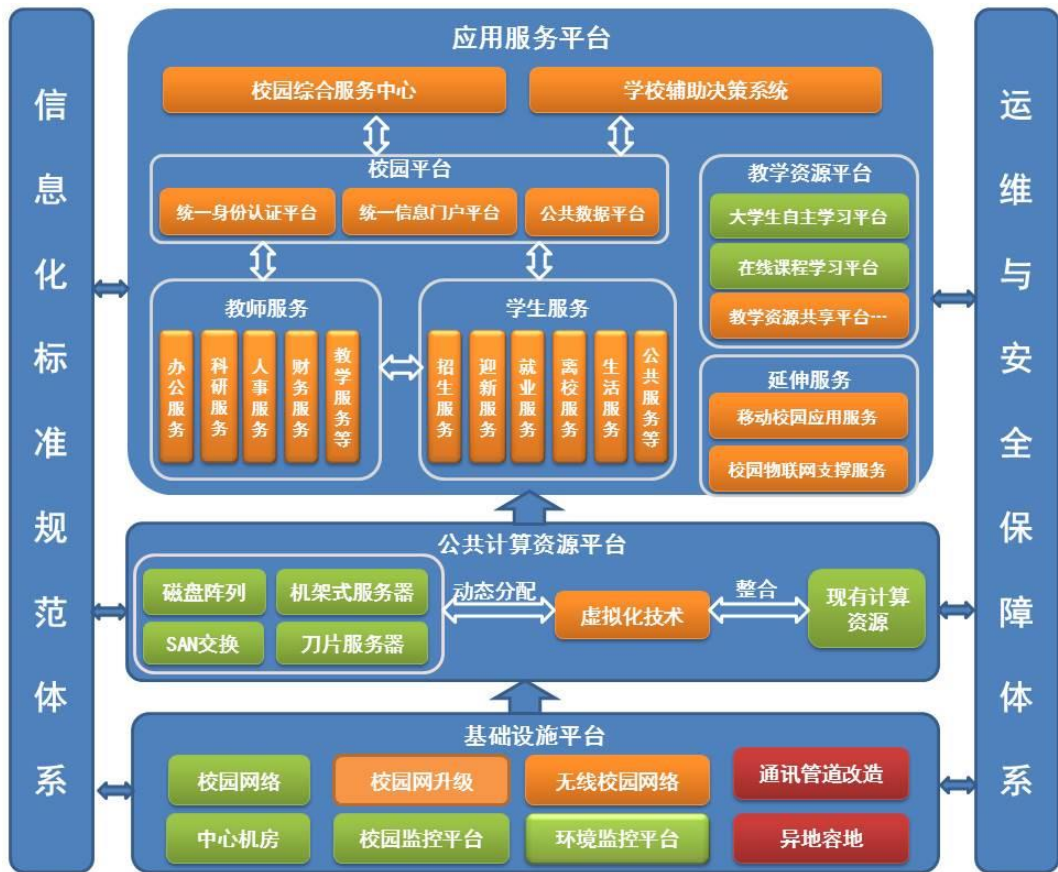 信息化标准规范体系
应用服务平台
校园综合服务中心
学校辅助决策系统
校园平台
统一身份认证平台
统一信息门户平台
公共数据平台
教师服务
办公服务
科研服务
人事服务
财务服务
教学服务等
学生服务
招生服务
迎新服务
就业服务
离校服务
生活服务
公共服务等
教学资源平台
大学生自主学习平台
在线课程学习平台
教学资源共享平台…
延伸服务
移动校园应用服务
校园物联网支撑服务
公共计算资源平台
磁盘阵列
机架式服务器
SAN交换
刀片服务器
动态分配
虚拟化技术
整合
现有计算
资源
基础设施平台
校园网络
校园网升级
无线校园网络
通讯管道改造
中心机房
校园监控平台
环境监控平台
异地容地
运维与安全保障体系